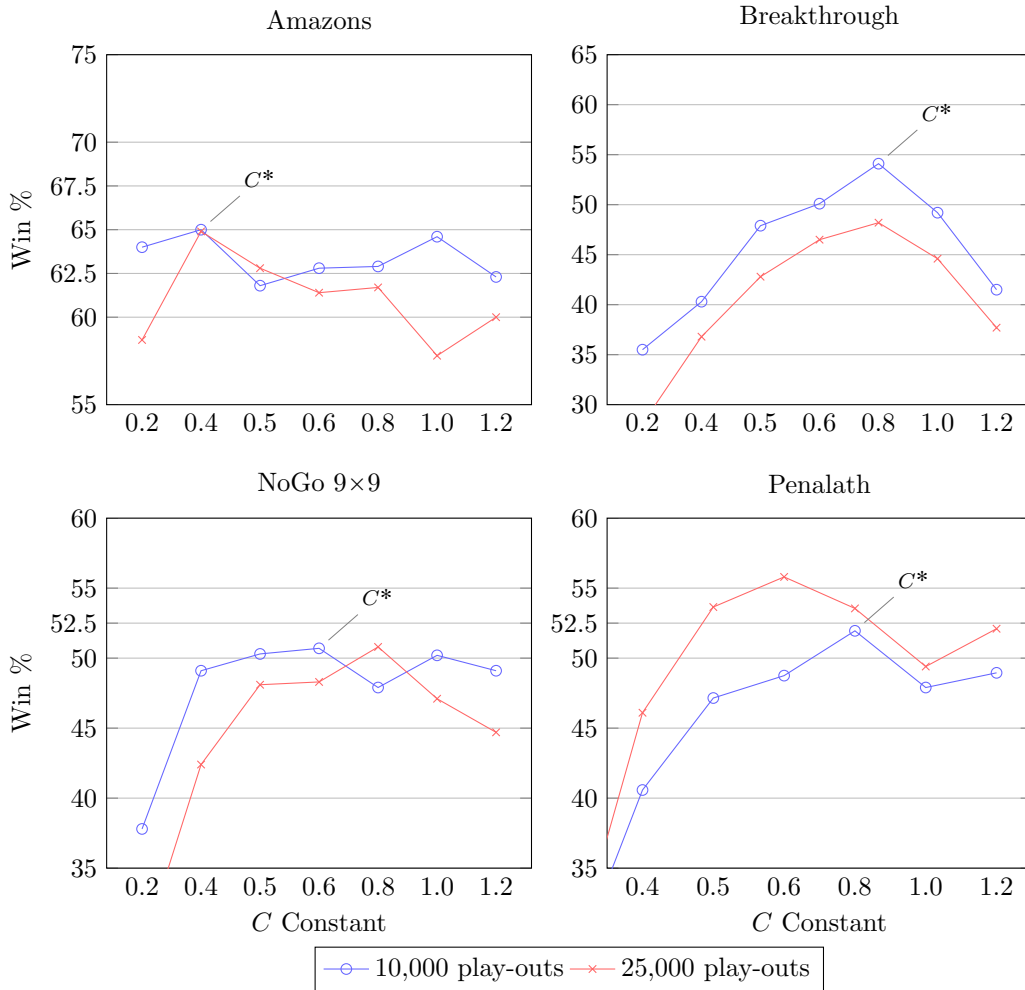 Amazons
Breakthrough
Win %
75
70
67.5
65
62.5
60
55
C*
0.2 0.4 0.5 0.6 0.8 1.0 1.2
65
60
55
50
45
40
35
30
C*
0.2 0.4 0.5 0.6 0.8 1.0 1.2
NoGo 9×9
Penalath
Win %
60
55
52.5
50
45
40
35
C*
0.2 0.4 0.5 0.6 0.8 1.0 1.2
C Constant
60
55
52.5
50
45
40
35
C*
0.4 0.5 0.6 0.8 1.0 1.2
C Constant
10,000 play-outs 25,000 play-outs